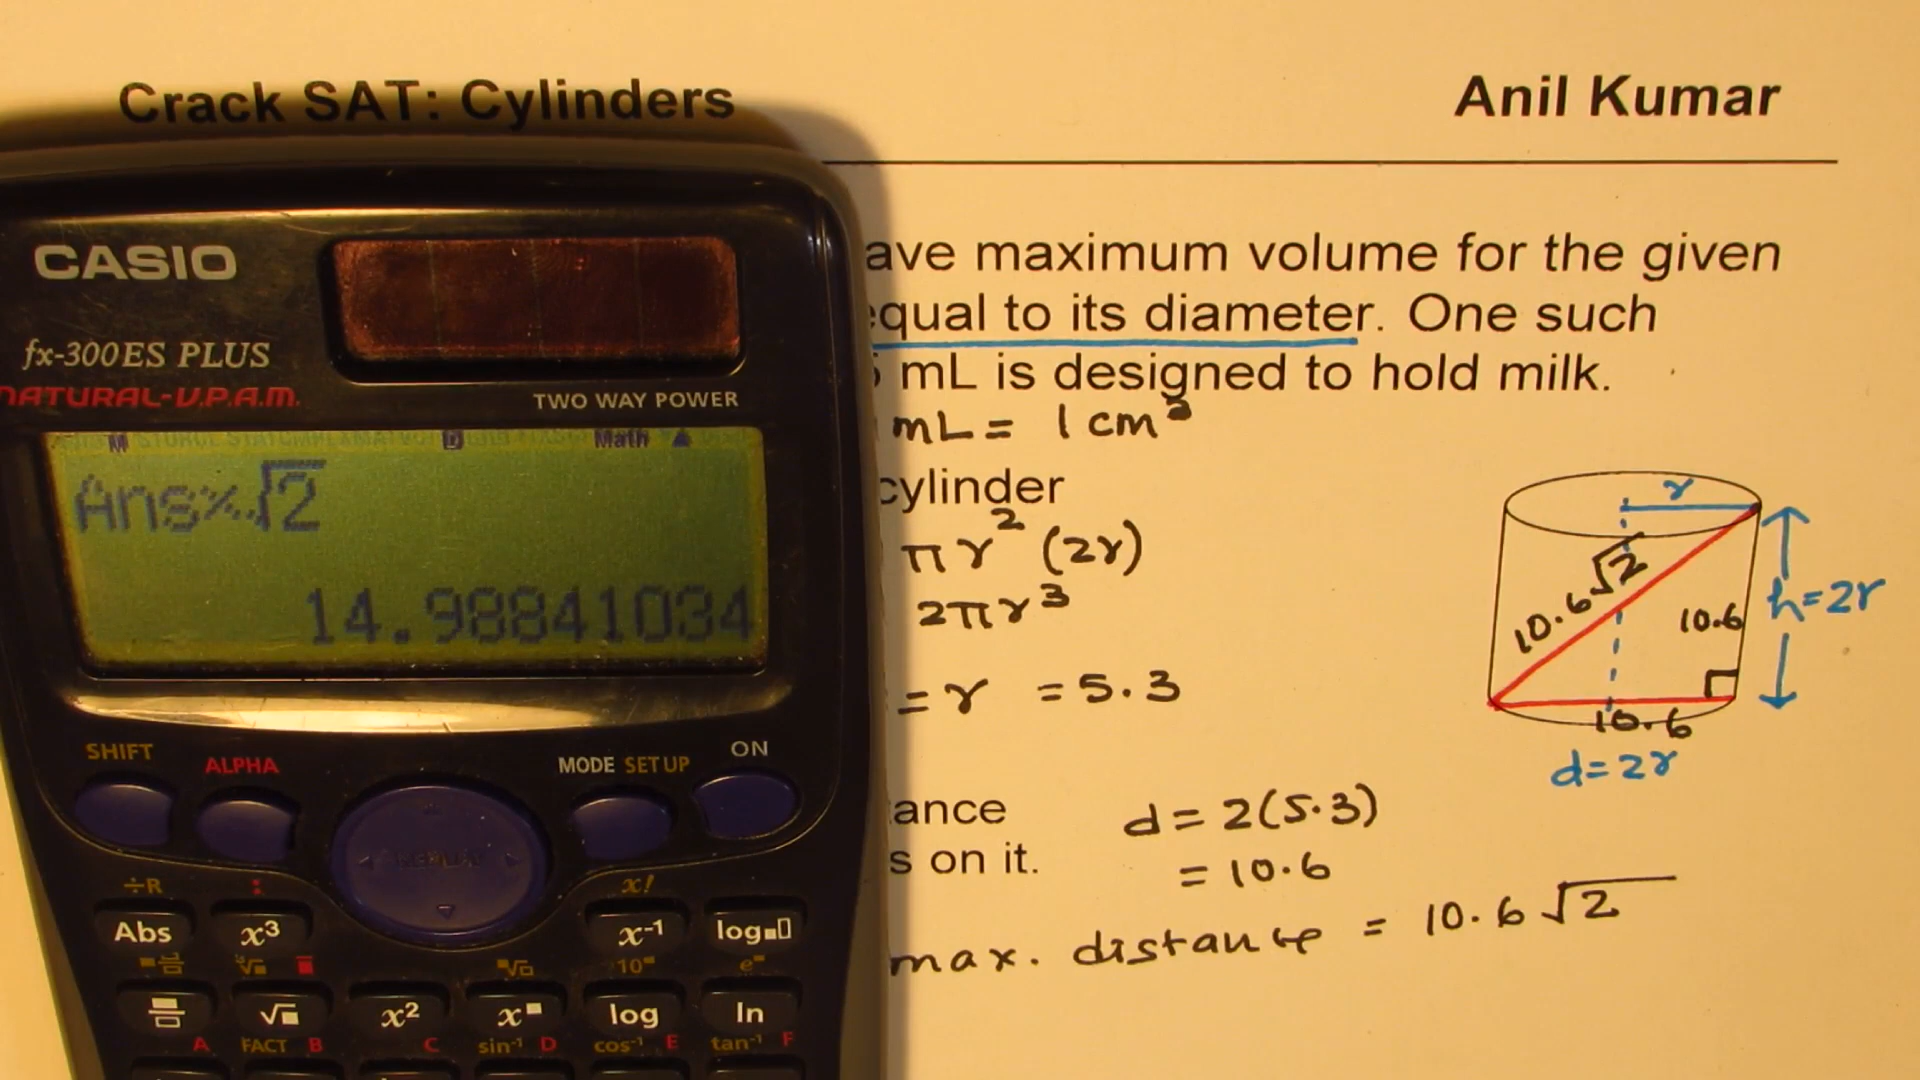 Crack SAT: Cylinders
Anil Kumar
CASIO
fx-300ES PLUS
NATURAL-V.P.A.M.
TWO WAY POWER
M D Math ▲
Ans×√2
14.98841034
SHIFT ALPHA MODE SETUP ON
REPLAY
÷R : x!
Abs x³ x⁻¹ log
10 e
x² x log ln
A FACT B C sin⁻¹ D cos⁻¹ E tan⁻¹ F
ave maximum volume for the given
equal to its diameter. One such
mL is designed to hold milk.
mL = 1 cm³
cylinder
πr² (2r)
2πr³
= r = 5.3
ance
s on it.
d = 2(5.3)
= 10.6
max. distance = 10.6√2
r
10.6√2
10.6
h=2r
10.6
d=2r